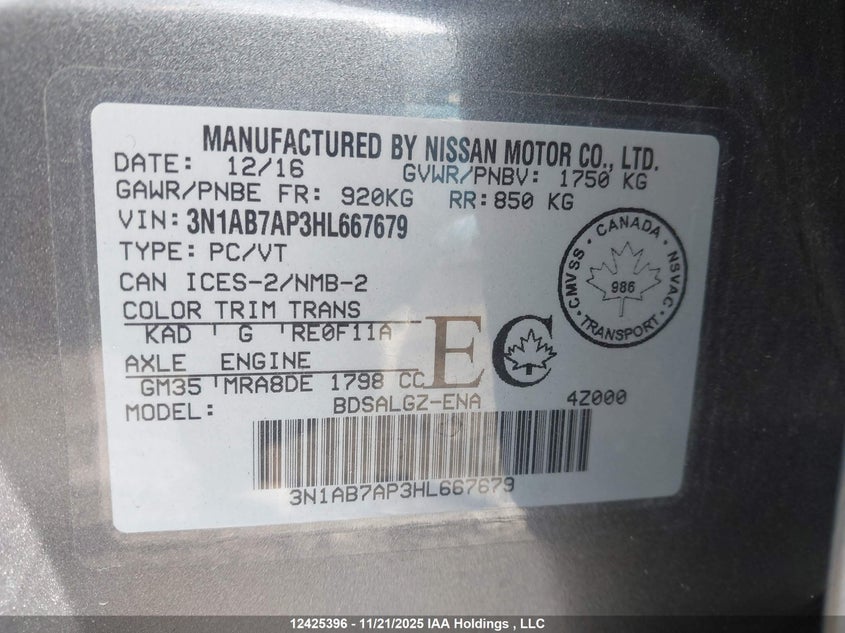 MANUFACTURED BY NISSAN MOTOR CO., LTD.
DATE: 12/16 GVWR/PNBV: 1750 KG
GAWR/PNBE FR: 920KG RR: 850 KG
VIN: 3N1AB7AP3HL667679
TYPE: PC/VT
CAN ICES-2/NMB-2
COLOR TRIM TRANS
KAD G RE0F11A
AXLE ENGINE
GM35 MRA8DE 1798 CC
EC
MODEL: BDSALGZ-ENA 4Z000
3N1AB7AP3HL667679
CANADA
CMVSS
NSVAC
986
TRANSPORT
12425396 - 11/21/2025 IAA Holdings , LLC